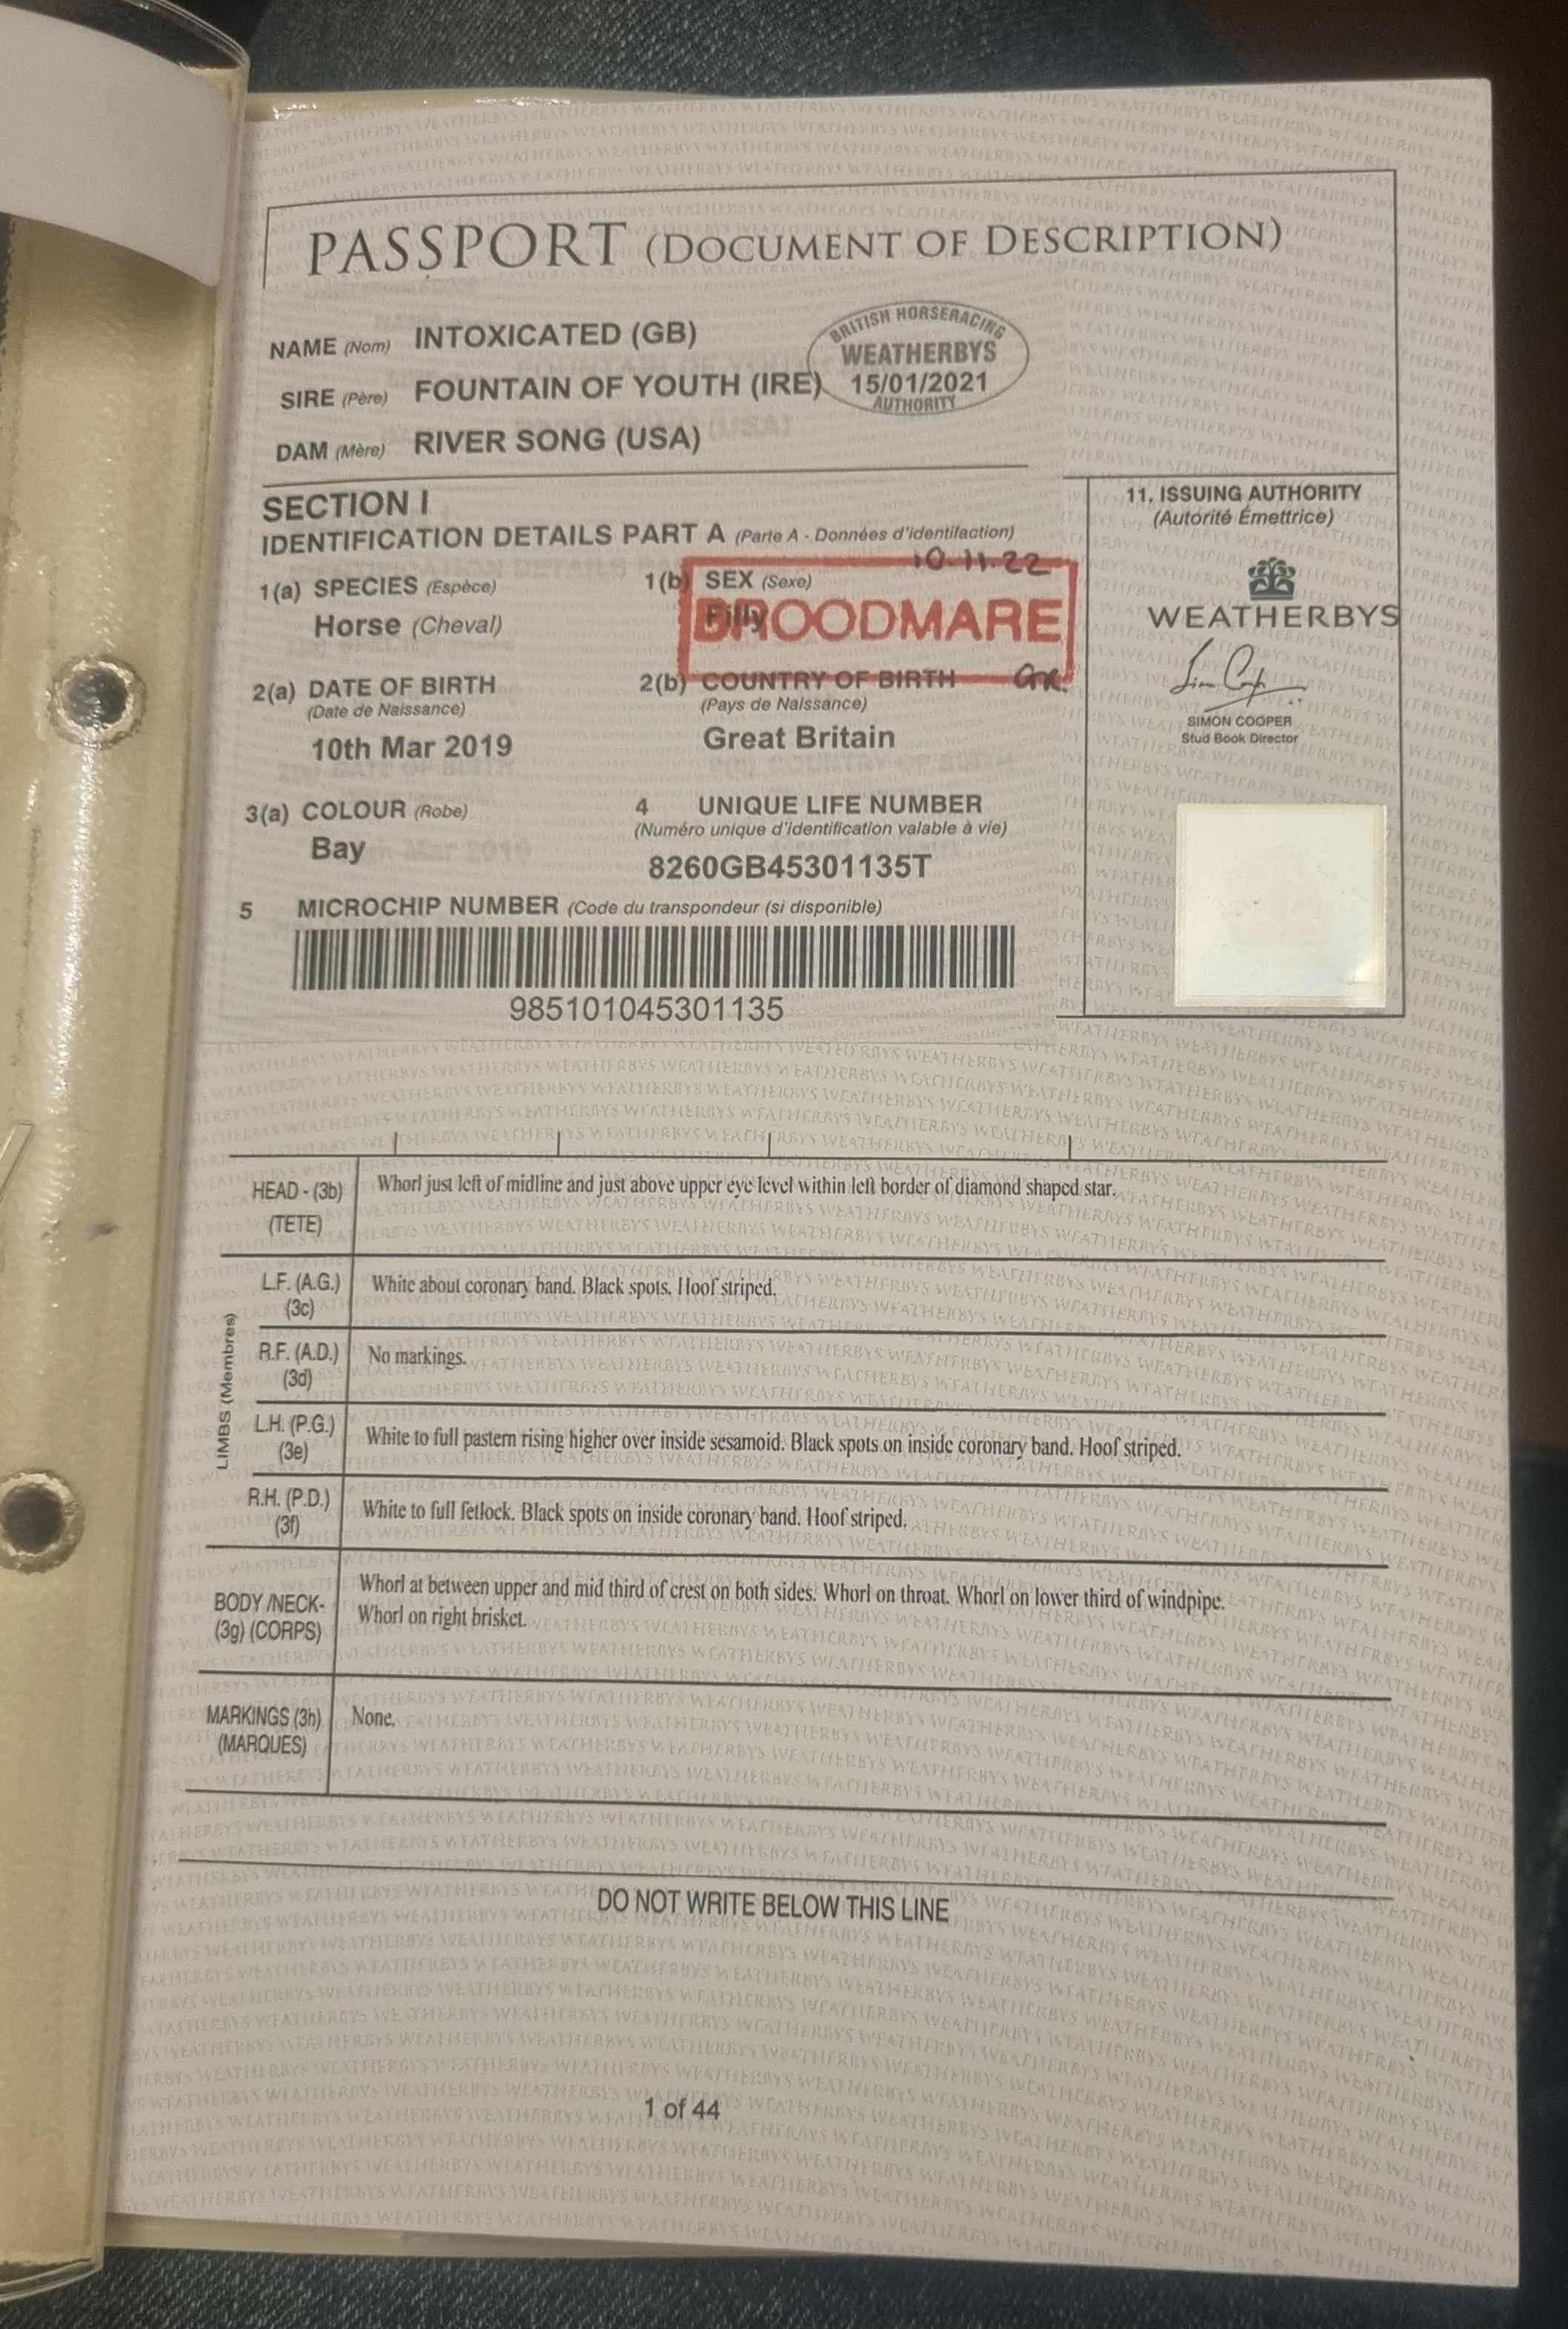 PASSPORT (DOCUMENT OF DESCRIPTION)
NAME (Nom) INTOXICATED (GB)
SIRE (Père) FOUNTAIN OF YOUTH (IRE)
DAM (Mère) RIVER SONG (USA)
BRITISH HORSERACING
WEATHERBYS
15/01/2021
AUTHORITY
SECTION I
IDENTIFICATION DETAILS PART A (Parte A - Données d'identifaction)
10.11.22
1(a) SPECIES (Espèce)
Horse (Cheval)
1(b) SEX (Sexe)
Filly
BROODMARE
2(a) DATE OF BIRTH
(Date de Naissance)
10th Mar 2019
2(b) COUNTRY OF BIRTH
(Pays de Naissance)
Great Britain
3(a) COLOUR (Robe)
Bay
4 UNIQUE LIFE NUMBER
(Numéro unique d'identification valable à vie)
8260GB45301135T
5 MICROCHIP NUMBER (Code du transpondeur (si disponible)
985101045301135
11. ISSUING AUTHORITY
(Autorité Émettrice)
WEATHERBYS
SIMON COOPER
Stud Book Director
HEAD - (3b)
(TETE)
Whorl just left of midline and just above upper eye level within left border of diamond shaped star.
LIMBS (Membres)
L.F. (A.G.)
(3c)
White about coronary band. Black spots. Hoof striped.
R.F. (A.D.)
(3d)
No markings.
L.H. (P.G.)
(3e)
White to full pastern rising higher over inside sesamoid. Black spots on inside coronary band. Hoof striped.
R.H. (P.D.)
(3f)
White to full fetlock. Black spots on inside coronary band. Hoof striped.
BODY /NECK-
(3g) (CORPS)
Whorl at between upper and mid third of crest on both sides. Whorl on throat. Whorl on lower third of windpipe.
Whorl on right brisket.
MARKINGS (3h)
(MARQUES)
None.
DO NOT WRITE BELOW THIS LINE
1 of 44